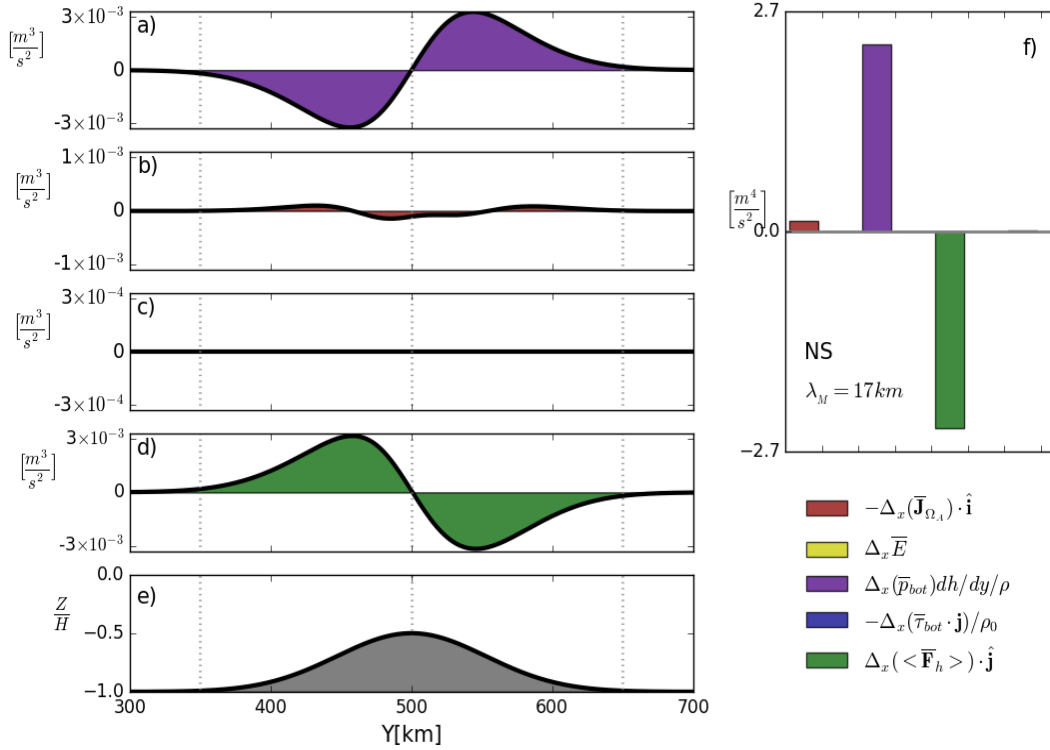 a)
[m³/s²]
3×10⁻³
0
-3×10⁻³
b)
[m³/s²]
1×10⁻³
0
-1×10⁻³
c)
[m³/s²]
3×10⁻⁴
0
-3×10⁻⁴
d)
[m³/s²]
3×10⁻³
0
-3×10⁻³
e)
Z/H
0.0
−0.5
−1.0
300 400 500 600 700
Y[km]
f)
2.7
[m⁴/s²]
0.0
−2.7
NS
λ_M = 17km
−Δ_x(J̅_{Ω_A})·î
Δ_x E̅
Δ_x(p̅_{bot})dh/dy/ρ
−Δ_x(τ̅_{bot}·j)/ρ₀
Δ_x(<F̅_h>)·ĵ